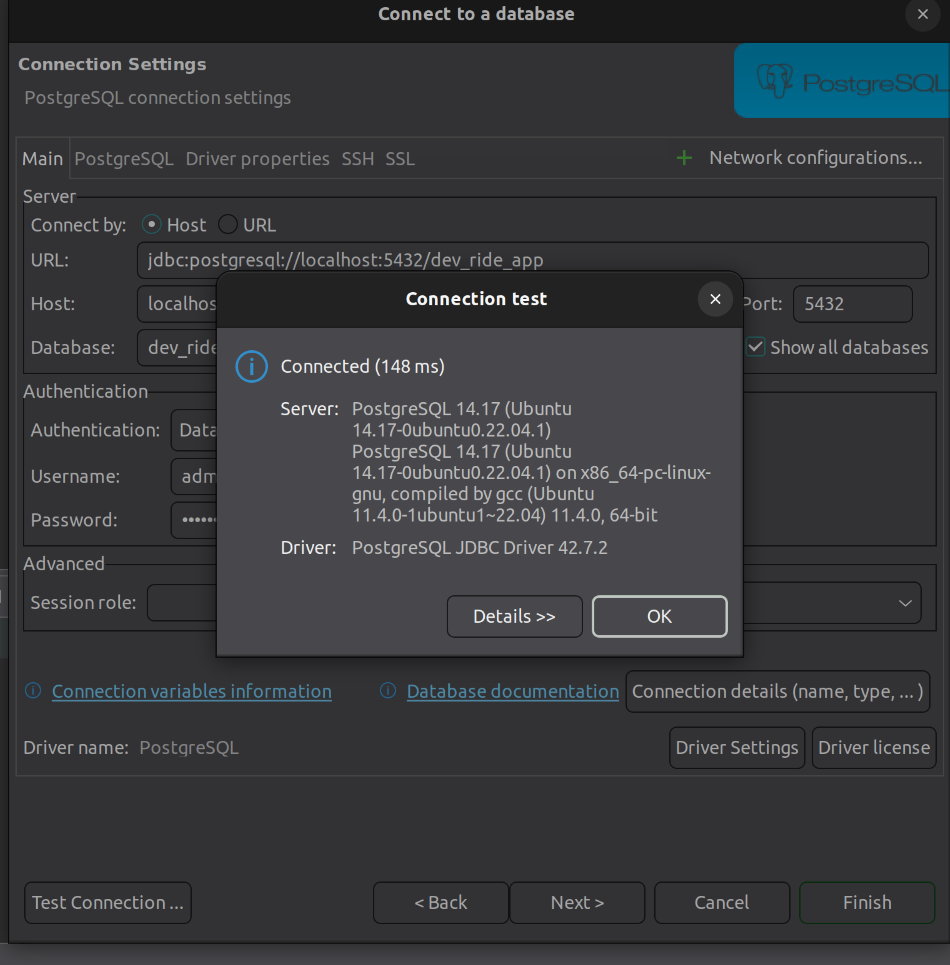 Connect to a database
Connection Settings
PostgreSQL connection settings
PostgreSQL
Main PostgreSQL Driver properties SSH SSL + Network configurations...
Server
Connect by: Host URL
URL: jdbc:postgresql://localhost:5432/dev_ride_app
Host: localhos Port: 5432
Database: dev_ride Show all databases
Authentication
Authentication: Data
Username: adm
Password: ••••••
Advanced
Session role:
Connection test
Connected (148 ms)
Server: PostgreSQL 14.17 (Ubuntu
14.17-0ubuntu0.22.04.1)
PostgreSQL 14.17 (Ubuntu
14.17-0ubuntu0.22.04.1) on x86_64-pc-linux-
gnu, compiled by gcc (Ubuntu
11.4.0-1ubuntu1~22.04) 11.4.0, 64-bit
Driver: PostgreSQL JDBC Driver 42.7.2
Details >> OK
Connection variables information Database documentation Connection details (name, type, ... )
Driver name: PostgreSQL Driver Settings Driver license
Test Connection ... < Back Next > Cancel Finish